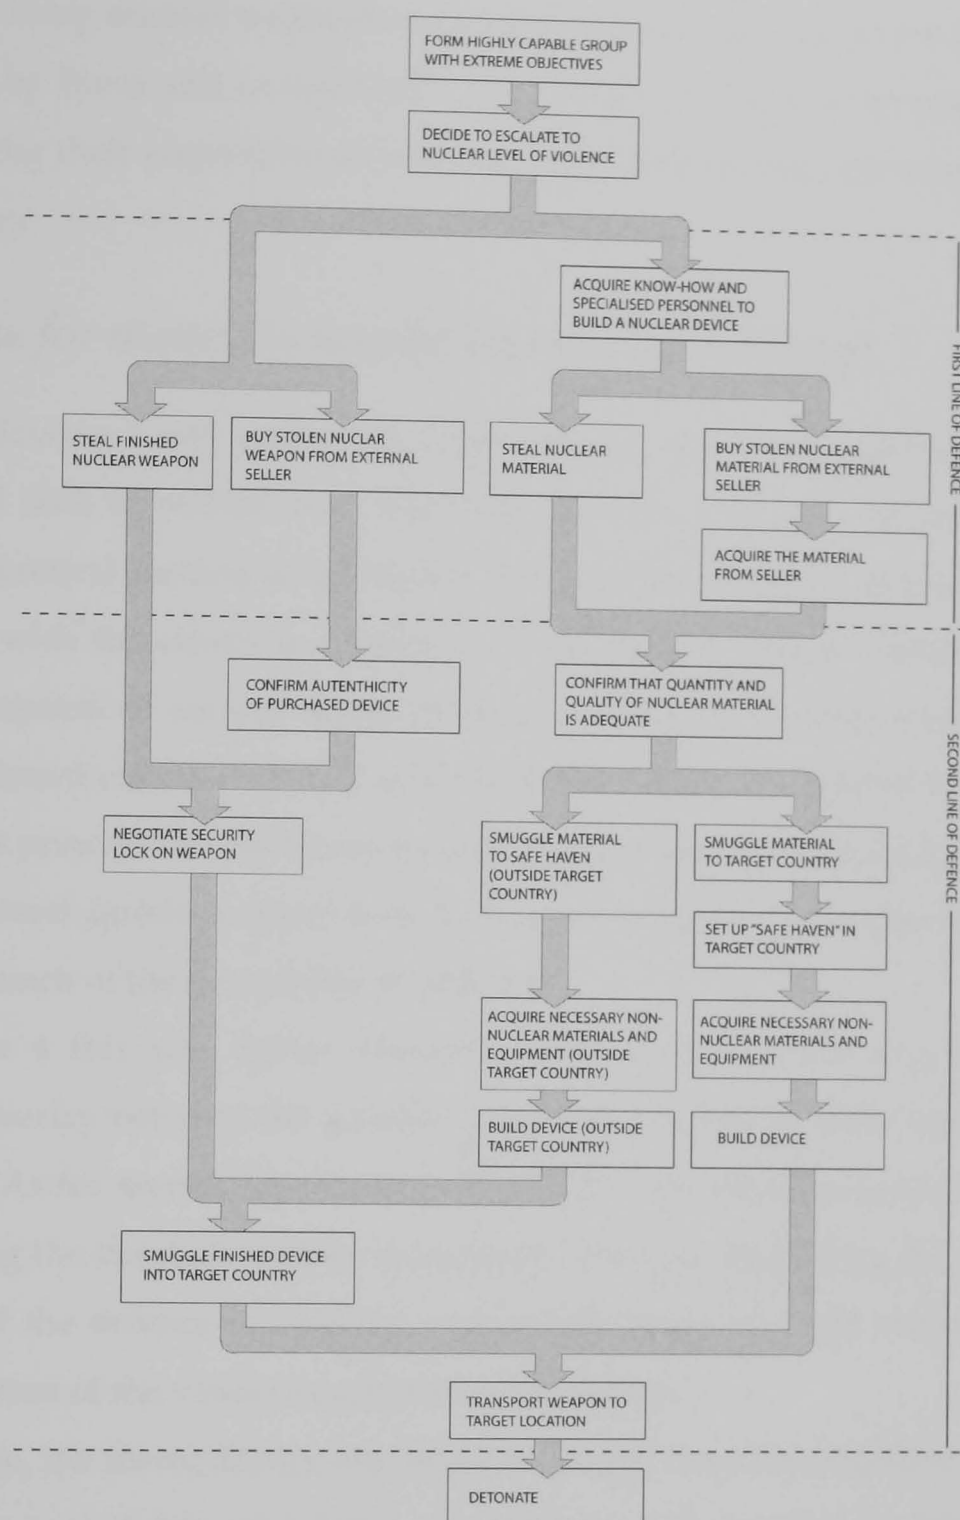 FORM HIGHLY CAPABLE GROUP
WITH EXTREME OBJECTIVES
DECIDE TO ESCALATE TO
NUCLEAR LEVEL OF VIOLENCE
ACQUIRE KNOW-HOW AND
SPECIALISED PERSONNEL TO
BUILD A NUCLEAR DEVICE
STEAL FINISHED
NUCLEAR WEAPON
BUY STOLEN NUCLAR
WEAPON FROM EXTERNAL
SELLER
STEAL NUCLEAR
MATERIAL
BUY STOLEN NUCLEAR
MATERIAL FROM EXTERNAL
SELLER
ACQUIRE THE MATERIAL
FROM SELLER
FIRST LINE OF DEFENCE
CONFIRM AUTENTHICITY
OF PURCHASED DEVICE
CONFIRM THAT QUANTITY AND
QUALITY OF NUCLEAR MATERIAL
IS ADEQUATE
NEGOTIATE SECURITY
LOCK ON WEAPON
SMUGGLE MATERIAL
TO SAFE HAVEN
(OUTSIDE TARGET
COUNTRY)
SMUGGLE MATERIAL
TO TARGET COUNTRY
SET UP "SAFE HAVEN" IN
TARGET COUNTRY
ACQUIRE NECESSARY NON-
NUCLEAR MATERIALS AND
EQUIPMENT (OUTSIDE
TARGET COUNTRY)
ACQUIRE NECESSARY NON-
NUCLEAR MATERIALS AND
EQUIPMENT
BUILD DEVICE (OUTSIDE
TARGET COUNTRY)
BUILD DEVICE
SMUGGLE FINISHED DEVICE
INTO TARGET COUNTRY
TRANSPORT WEAPON TO
TARGET LOCATION
SECOND LINE OF DEFENCE
DETONATE